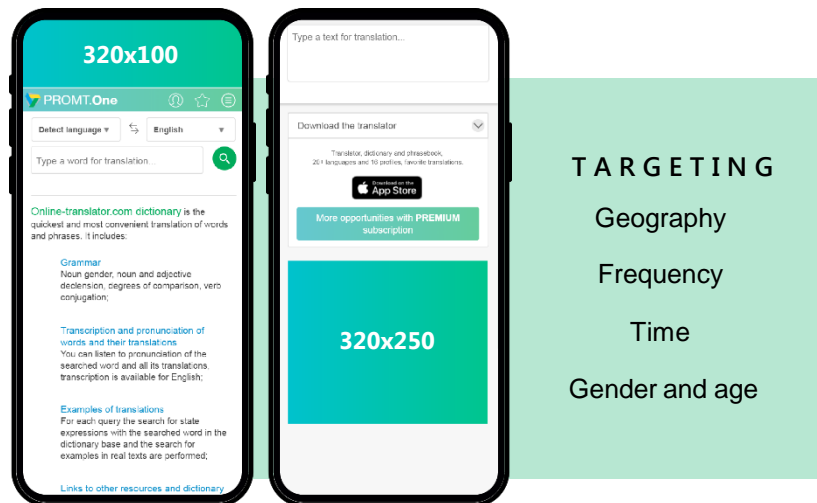 320x100
PROMT.One
Detect language
English
Type a word for translation...
Online-translator.com dictionary is the
quickest and most convenient translation of words
and phrases. It includes:
Grammar
Noun gender, noun and adjective
declension, degrees of comparison, verb
conjugation;
Transcription and pronunciation of
words and their translations
You can listen to pronunciation of the
searched word and all its translations,
transcription is available for English;
Examples of translations
For each query the search for state
expressions with the searched word in the
dictionary base and the search for
examples in real texts are performed;
Links to other resources and dictionary
Type a text for translation...
Download the translator
Translator, dictionary and phrasebook,
20+ languages and 16 profiles, favorite translations.
Download on the
App Store
More opportunities with PREMIUM
subscription
320x250
TARGETING
Geography
Frequency
Time
Gender and age